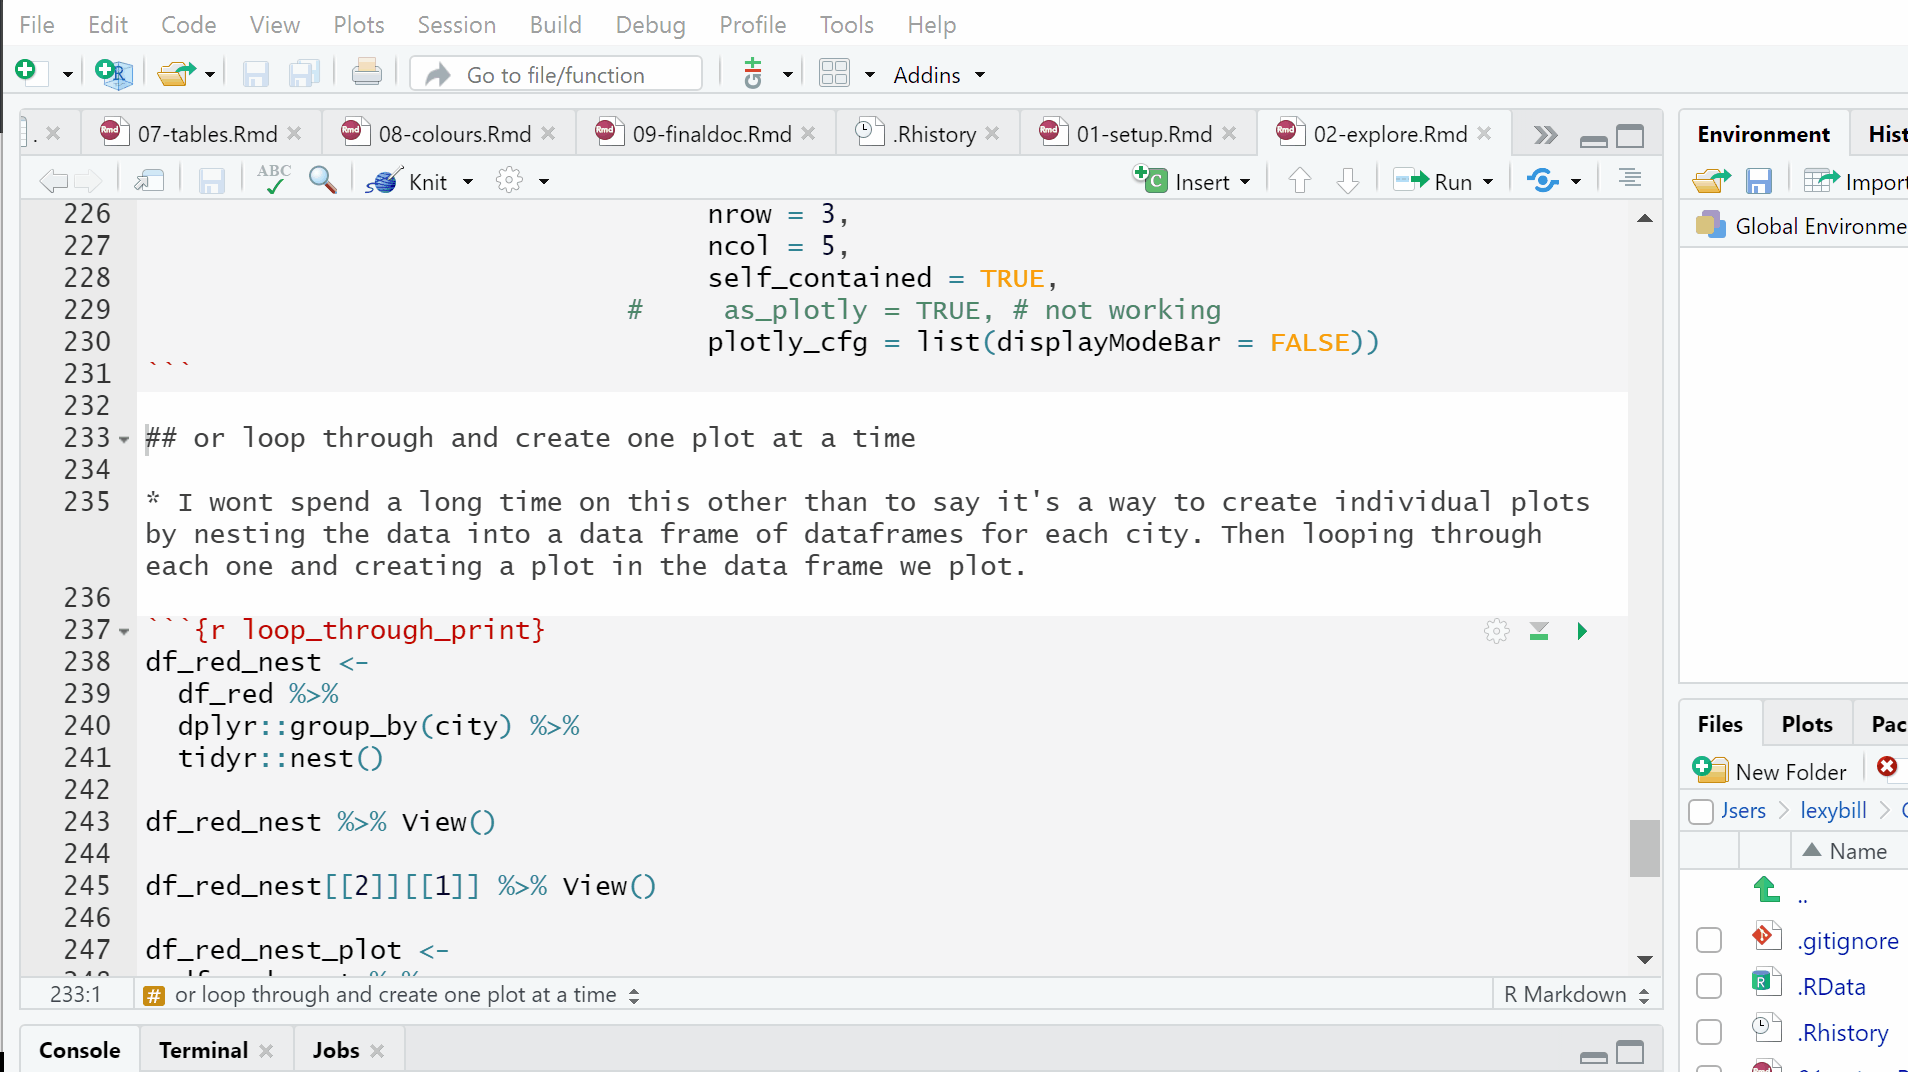 File Edit Code View Plots Session Build Debug Profile Tools Help
Go to file/function Addins
. 07-tables.Rmd 08-colours.Rmd 09-finaldoc.Rmd .Rhistory 01-setup.Rmd 02-explore.Rmd
ABC Knit Insert Run
226 nrow = 3,
227 ncol = 5,
228 self_contained = TRUE,
229 # as_plotly = TRUE, # not working
230 plotly_cfg = list(displayModeBar = FALSE))
231 ```
232
233 ## or loop through and create one plot at a time
234
235 * I wont spend a long time on this other than to say it's a way to create individual plots
by nesting the data into a data frame of dataframes for each city. Then looping through
each one and creating a plot in the data frame we plot.
236
237 ```{r loop_through_print}
238 df_red_nest <-
239 df_red %>%
240 dplyr::group_by(city) %>%
241 tidyr::nest()
242
243 df_red_nest %>% View()
244
245 df_red_nest[[2]][[1]] %>% View()
246
247 df_red_nest_plot <-
233:1 # or loop through and create one plot at a time R Markdown
Console Terminal Jobs
Environment Hist
Import
Global Environme
Files Plots Pac
New Folder
Jsers lexybill
Name
..
.gitignore
.RData
.Rhistory